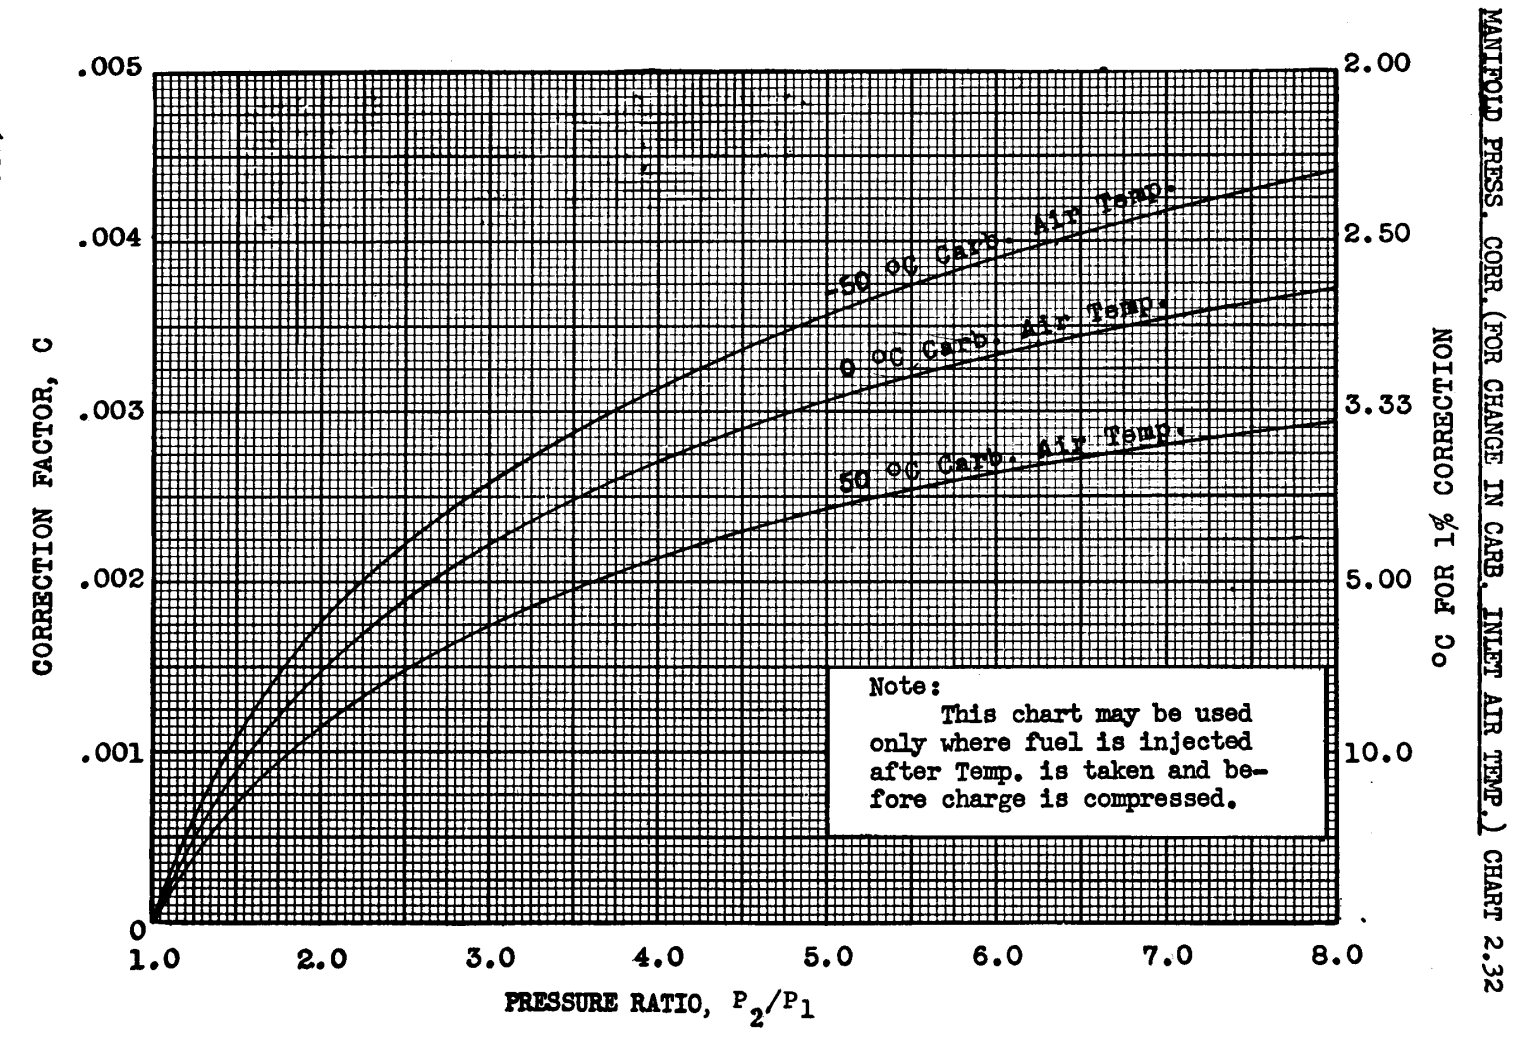 MANIFOLD PRESS. CORR. (FOR CHANGE IN CARB. INLET AIR TEMP.) CHART 2.32
CORRECTION FACTOR, C
.005
.004
.003
.002
.001
0
-50 °C Carb. Air Temp.
0 °C Carb. Air Temp.
50 °C Carb. Air Temp.
Note:
This chart may be used
only where fuel is injected
after Temp. is taken and be-
fore charge is compressed.
2.00
2.50
3.33
5.00
10.0
°C FOR 1% CORRECTION
1.0 2.0 3.0 4.0 5.0 6.0 7.0 8.0
PRESSURE RATIO, P2/P1